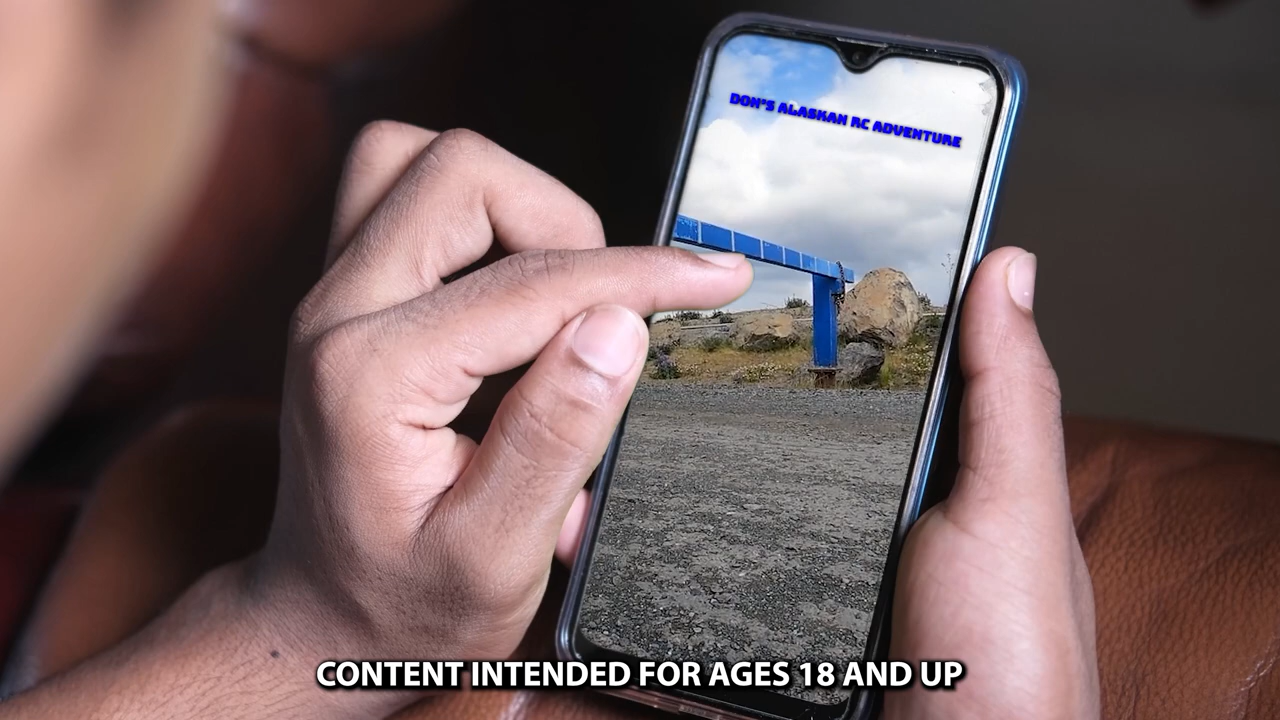 DON'S ALASKAN RC ADVENTURE
CONTENT INTENDED FOR AGES 18 AND UP